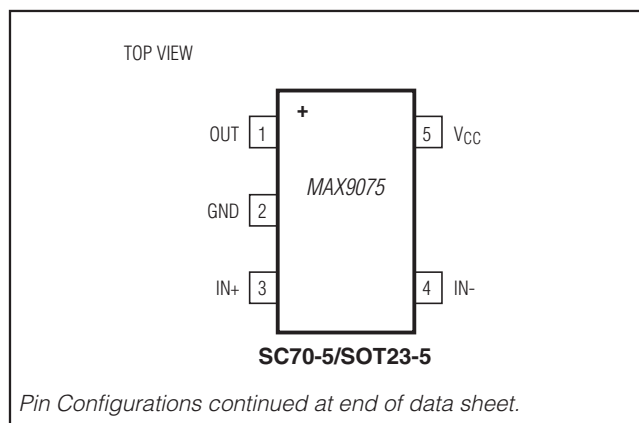 TOP VIEW
+
OUT 1
5 VCC
MAX9075
GND 2
IN+ 3
4 IN-
SC70-5/SOT23-5
Pin Configurations continued at end of data sheet.